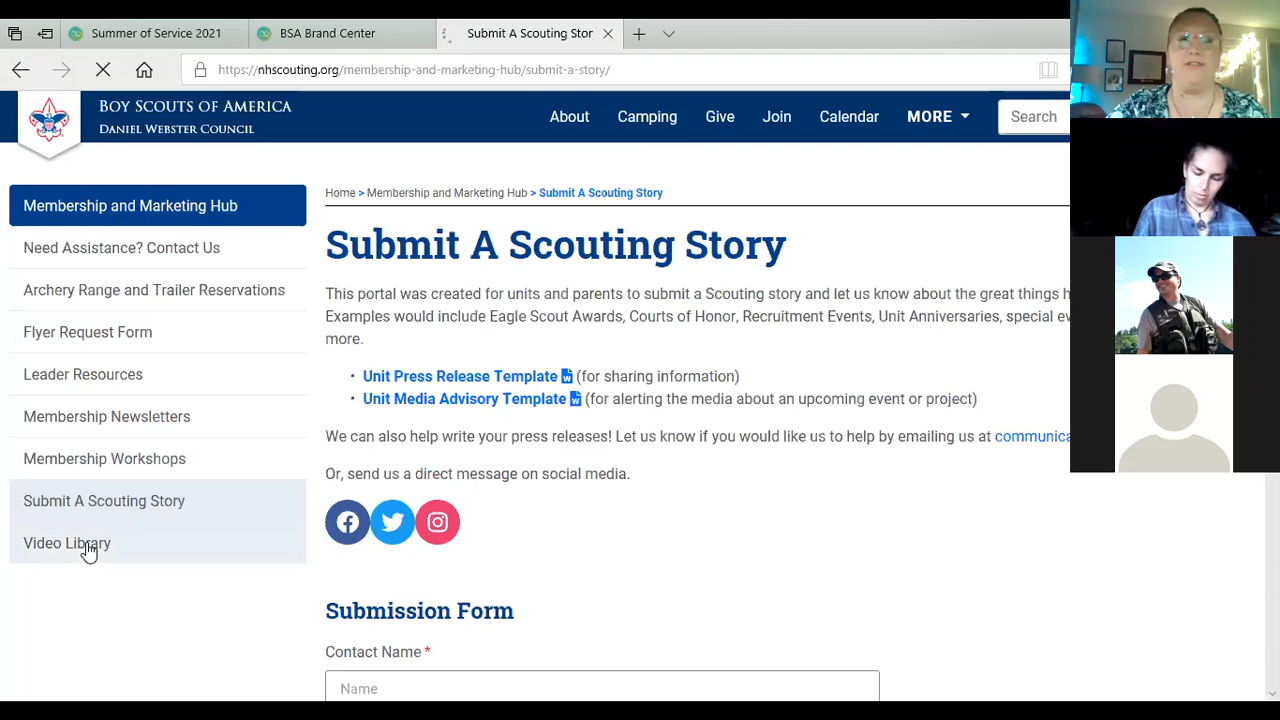 Summer of Service 2021
BSA Brand Center
Submit A Scouting Stor
https://nhscouting.org/membership-and-marketing-hub/submit-a-story/
BOY SCOUTS OF AMERICA
DANIEL WEBSTER COUNCIL
About
Camping
Give
Join
Calendar
MORE
Search
Membership and Marketing Hub
Need Assistance? Contact Us
Archery Range and Trailer Reservations
Flyer Request Form
Leader Resources
Membership Newsletters
Membership Workshops
Submit A Scouting Story
Video Library
Home > Membership and Marketing Hub > Submit A Scouting Story
Submit A Scouting Story
This portal was created for units and parents to submit a Scouting story and let us know about the great things h
Examples would include Eagle Scout Awards, Courts of Honor, Recruitment Events, Unit Anniversaries, special ev
more.
• Unit Press Release Template (for sharing information)
• Unit Media Advisory Template (for alerting the media about an upcoming event or project)
We can also help write your press releases! Let us know if you would like us to help by emailing us at communica
Or, send us a direct message on social media.
Submission Form
Contact Name *
Name